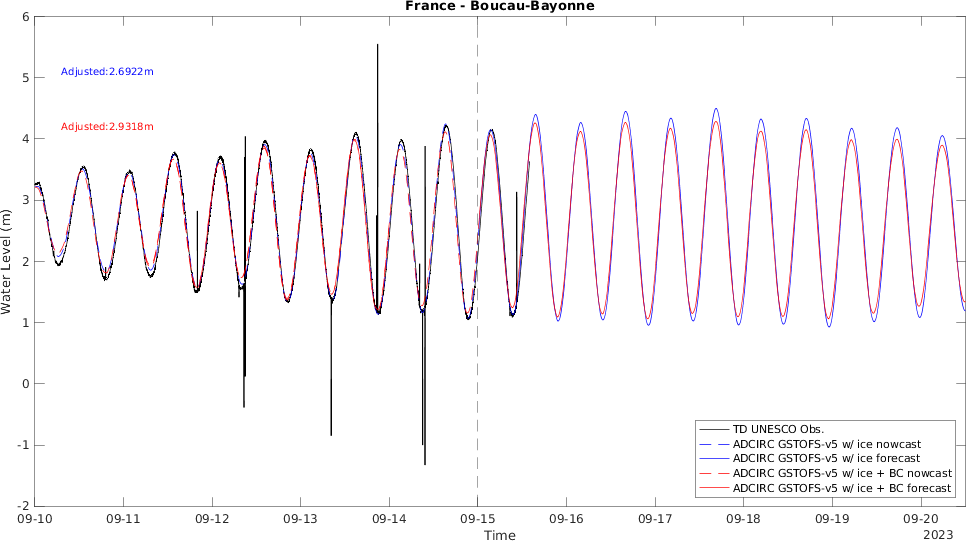 France - Boucau-Bayonne
6
5
4
3
2
1
0
-1
-2
Water Level (m)
Adjusted:2.6922m
Adjusted:2.9318m
TD UNESCO Obs.
ADCIRC GSTOFS-v5 w/ ice nowcast
ADCIRC GSTOFS-v5 w/ ice forecast
ADCIRC GSTOFS-v5 w/ ice + BC nowcast
ADCIRC GSTOFS-v5 w/ ice + BC forecast
09-10 09-11 09-12 09-13 09-14 09-15 09-16 09-17 09-18 09-19 09-20
Time
2023